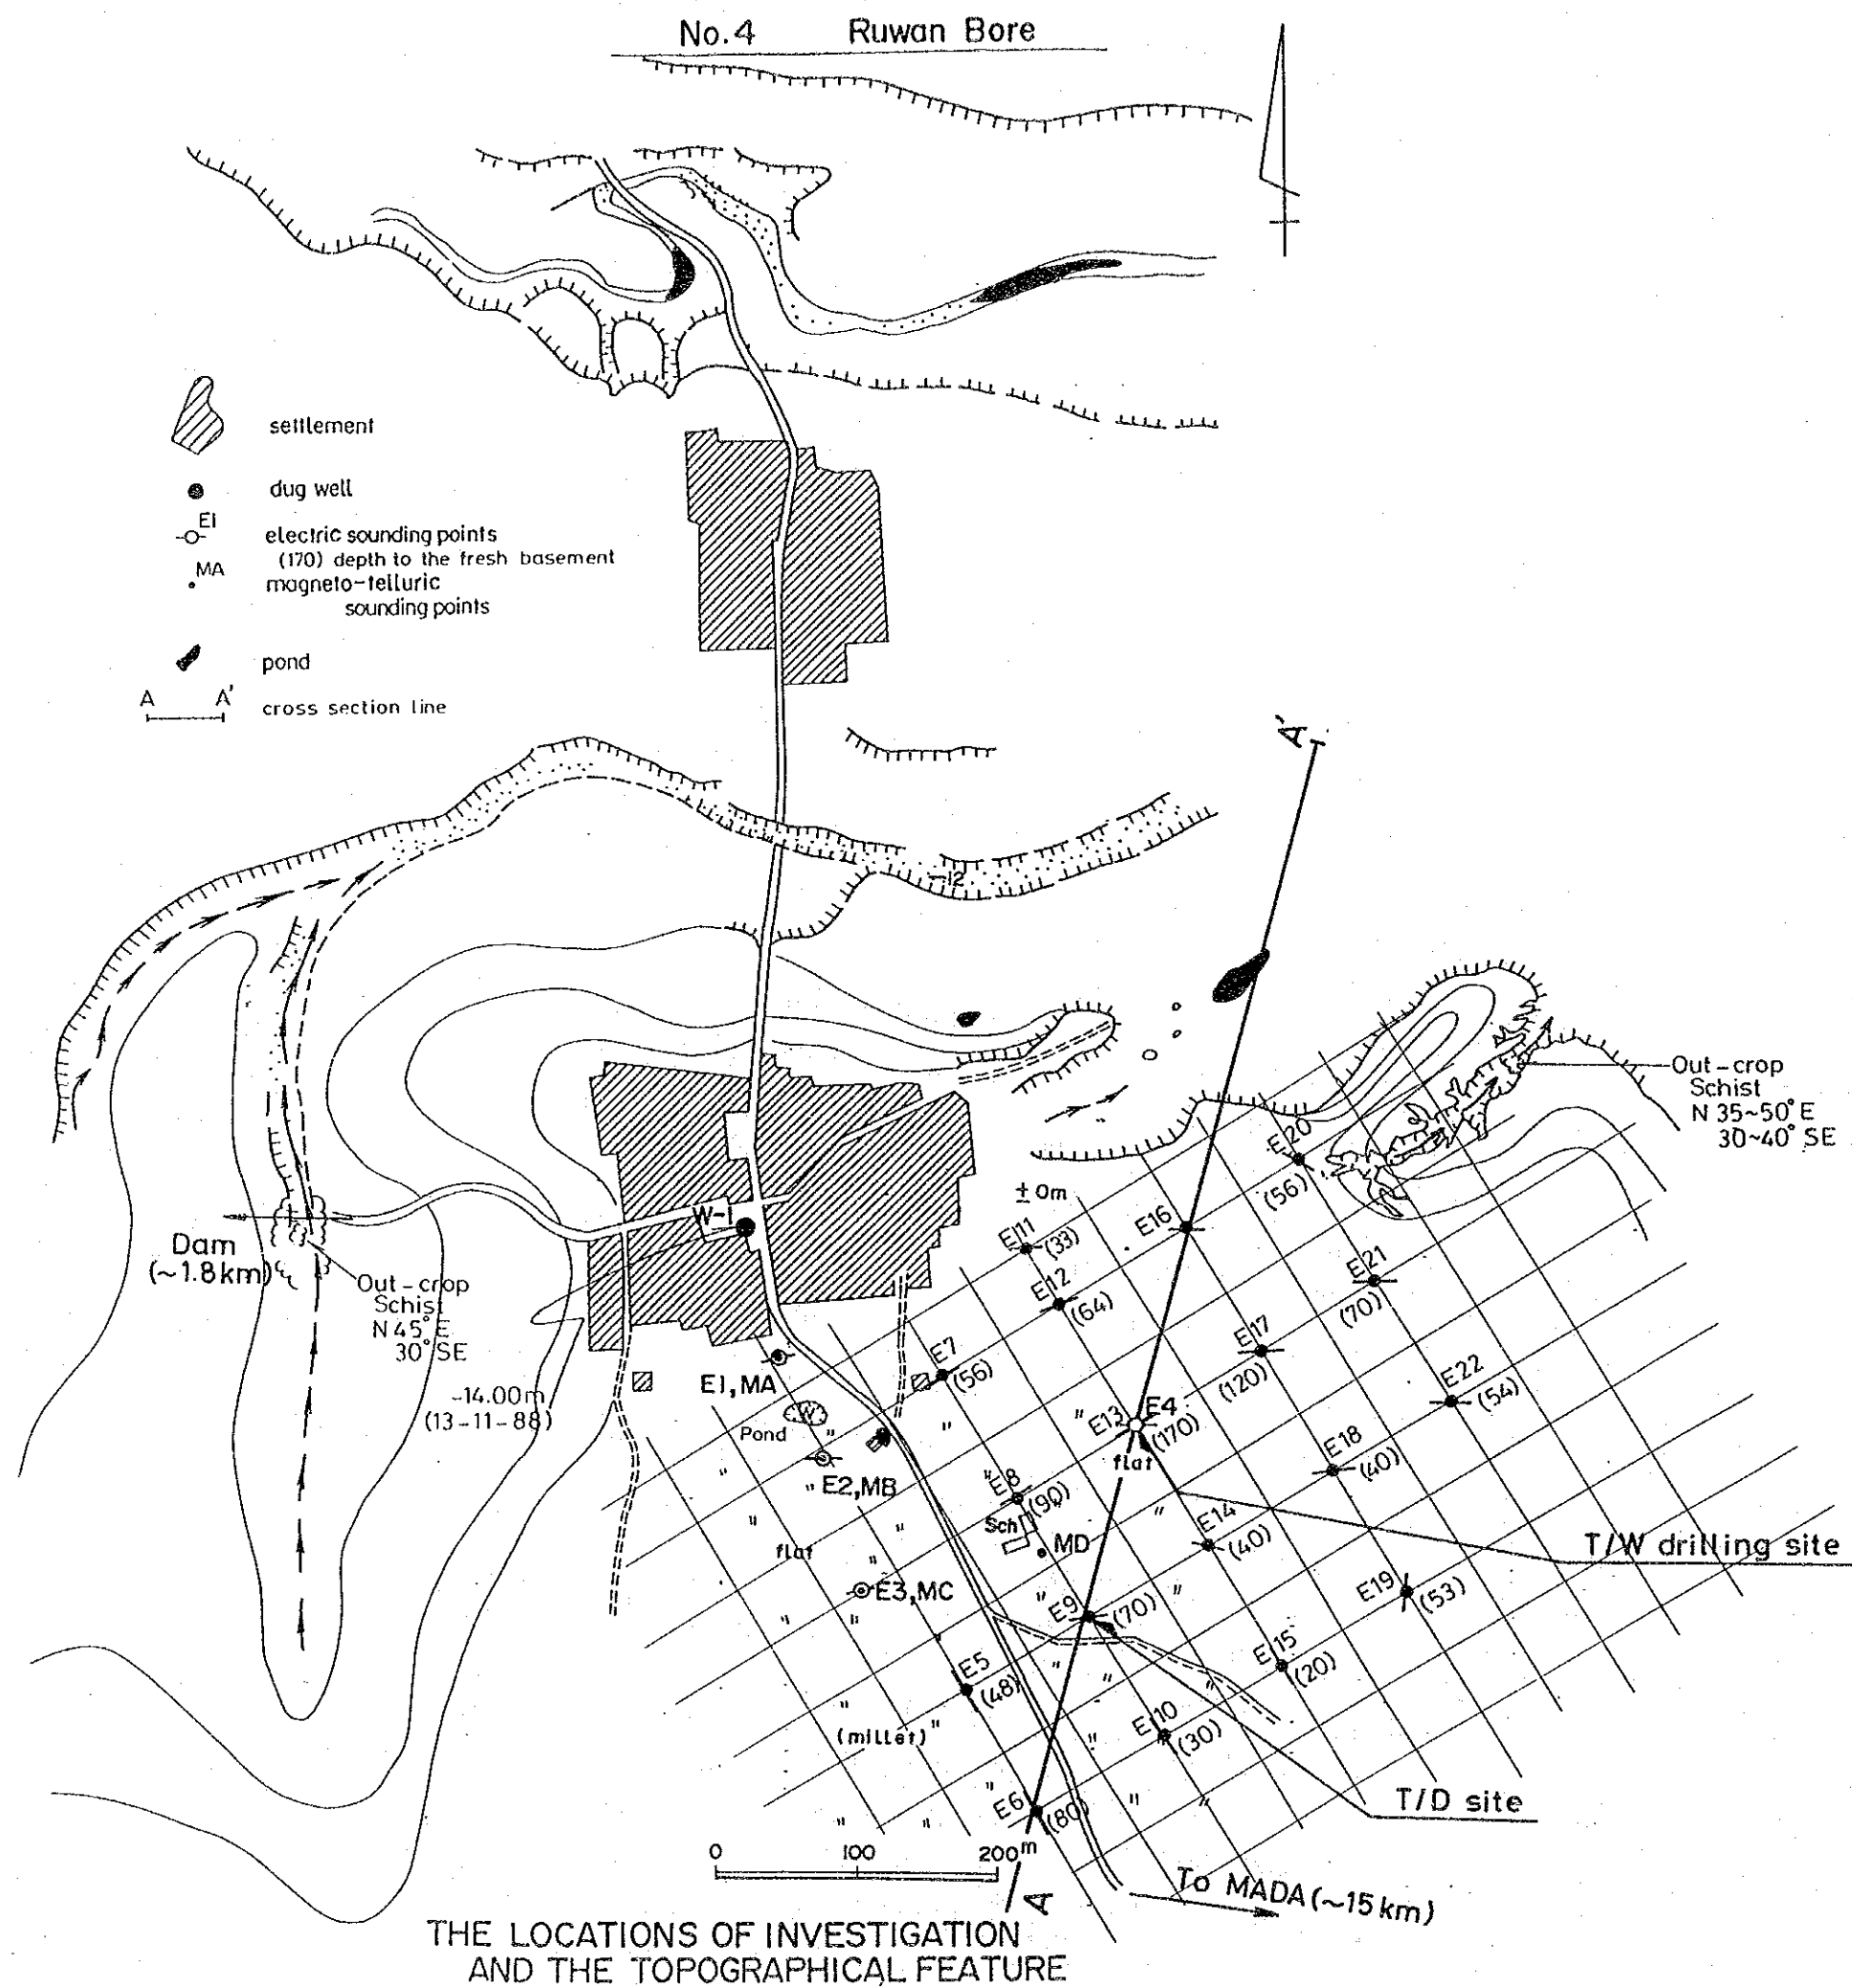 No.4 Ruwan Bore
settlement
dug well
E1
electric sounding points
(170) depth to the fresh basement
MA
magneto-telluric
sounding points
pond
A A'
cross section line
A'
-12
Out-crop
Schist
N 35~50°E
30~40° SE
E20
(56)
±0m
E16
W-1
E11
(33)
Dam
(~1.8km)
E12
(64)
E21
(70)
Out-crop
Schist
N45°E
30°SE
E17
(120)
E7
(56)
E1, MA
-14.00m
(13-11-88)
E22
(54)
Pond
E13
E4
(170)
flat
E18
(40)
E2, MB
E8
(90)
Sch
E14
(40)
MD
flat
T/W drilling site
E3, MC
E9
(70)
E19
(53)
E5
(48)
E15
(20)
(millet)
E10
(30)
E6
(80)
T/D site
0 100 200m
A
To MADA (~15km)
THE LOCATIONS OF INVESTIGATION
AND THE TOPOGRAPHICAL FEATURE